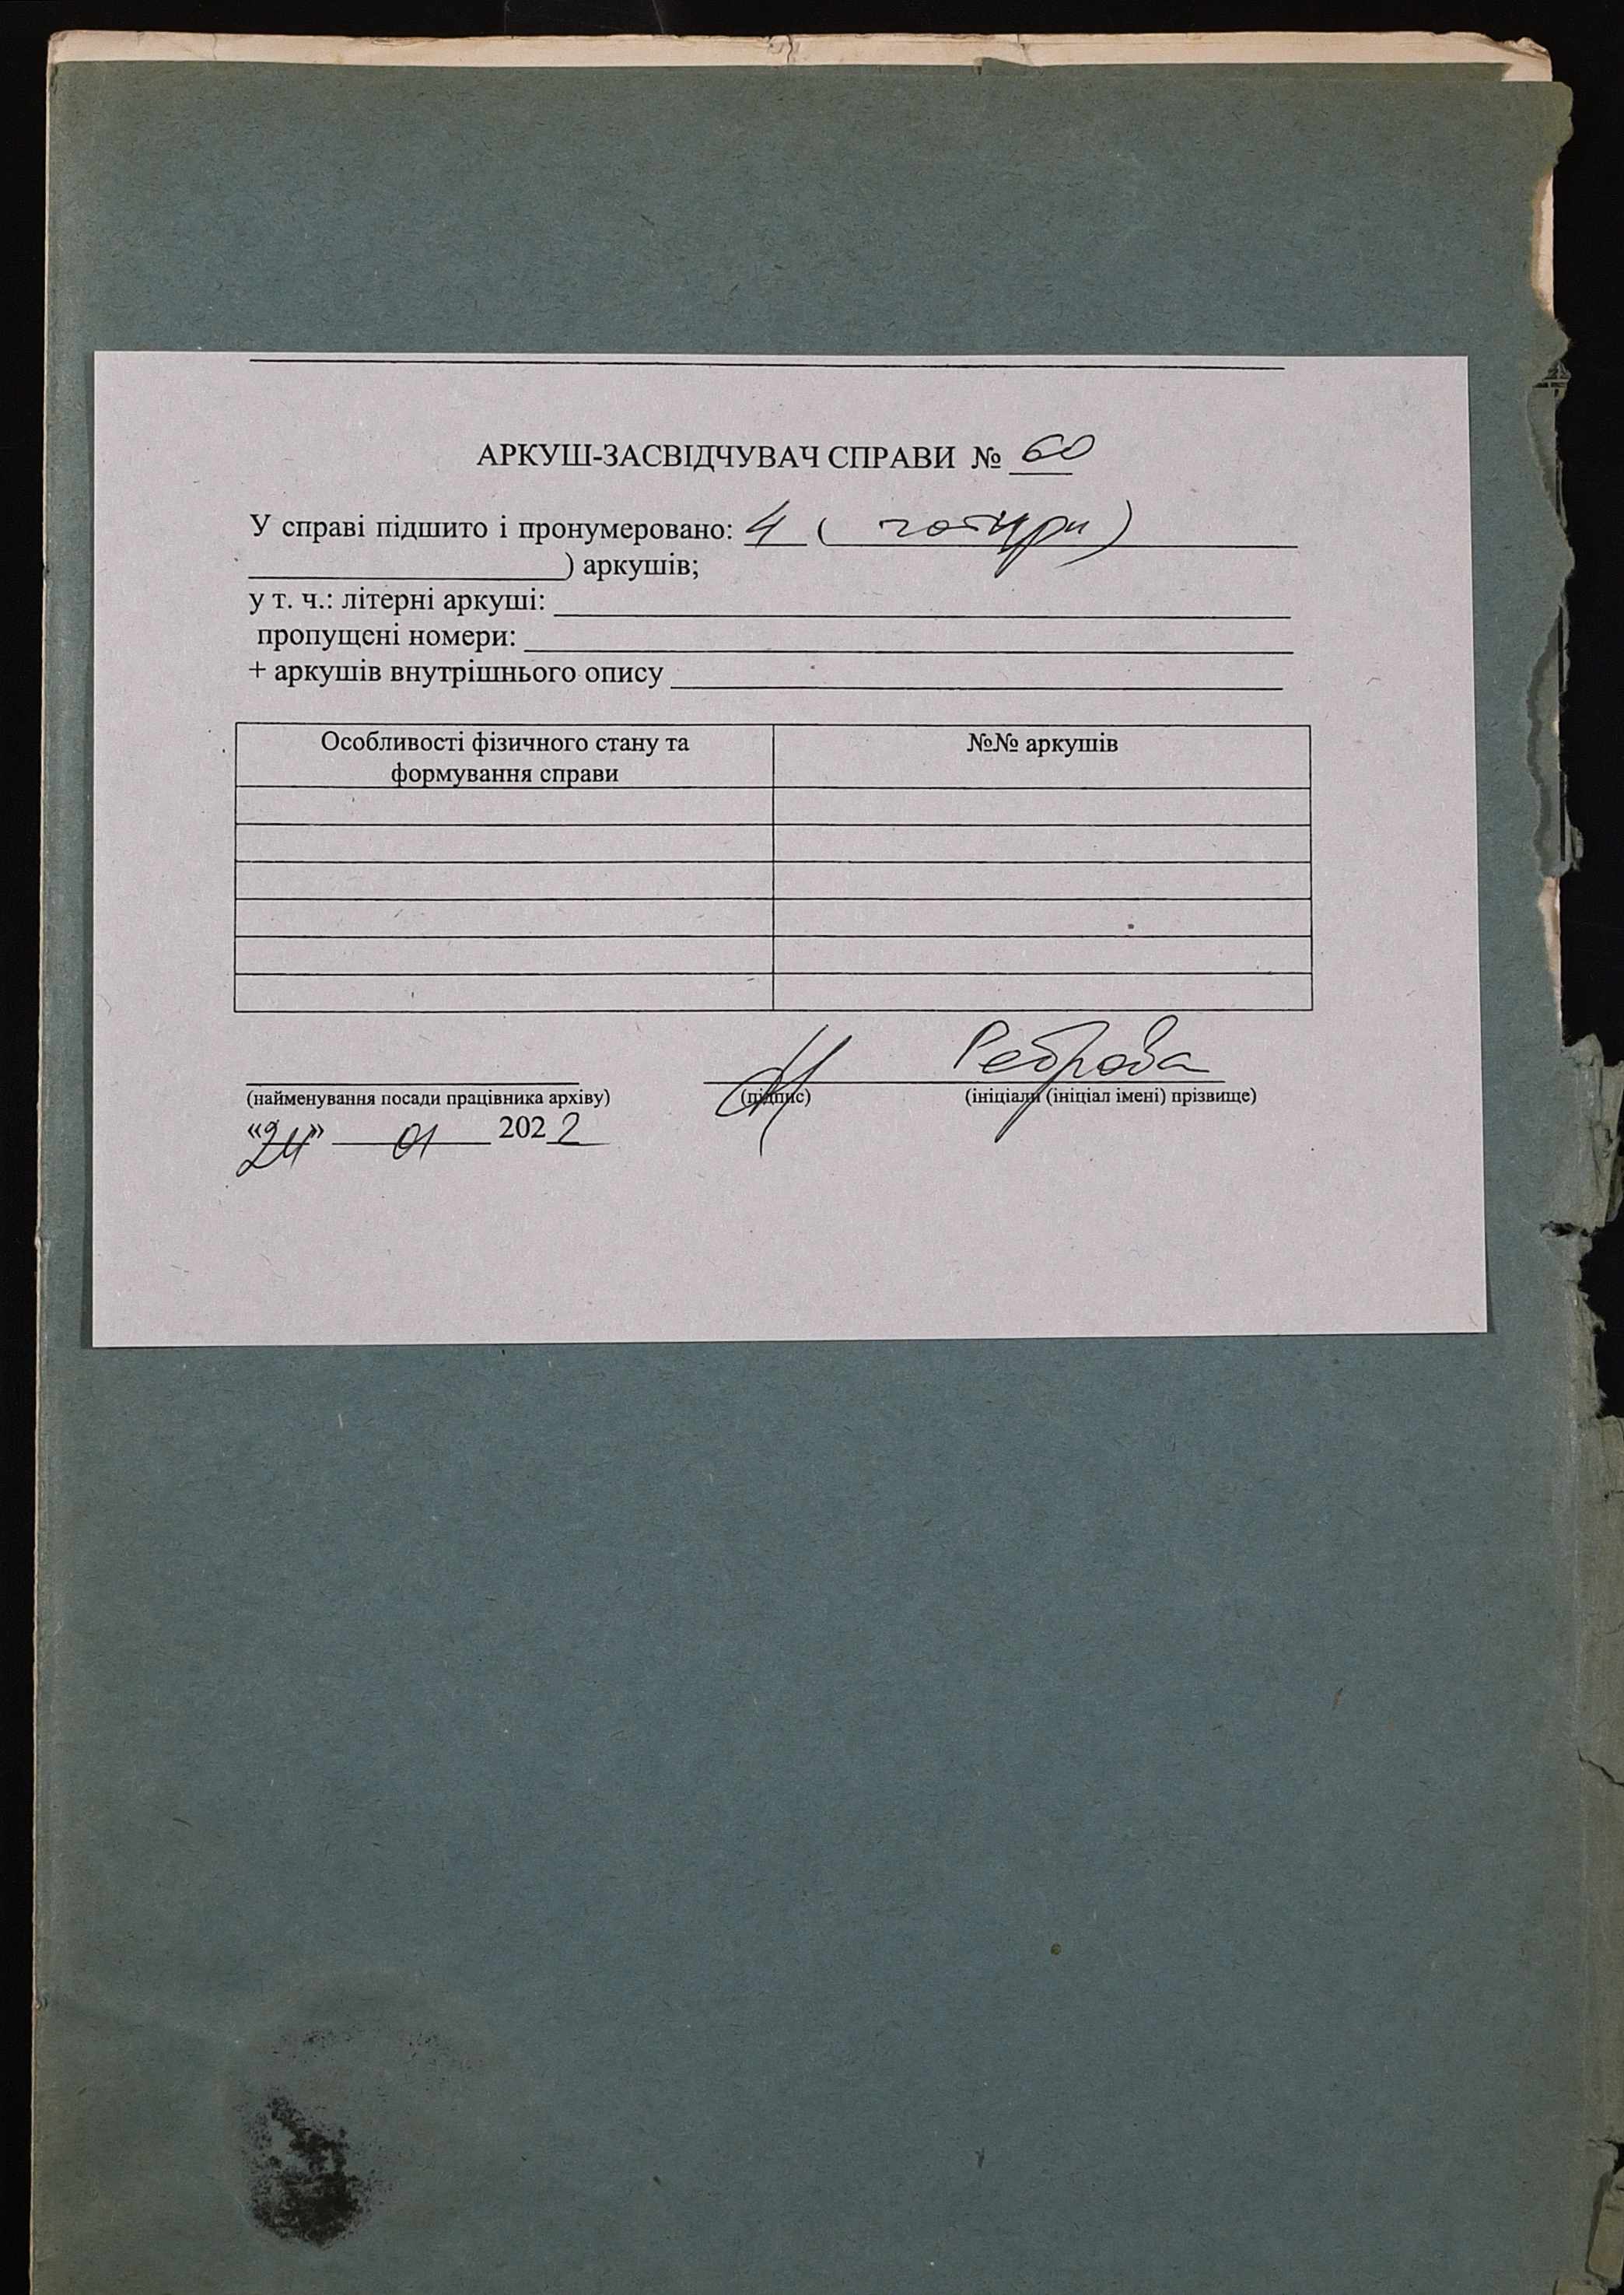 АРКУШ-ЗАСВІДЧУВАЧ СПРАВИ № 60
У справі підшито і пронумеровано: 4 ( чотири )
) аркушів;
у т. ч.: літерні аркуші:
пропущені номери:
+ аркушів внутрішнього опису
Особливості фізичного стану та формування справи
№№ аркушів
Реброва
(найменування посади працівника архіву) (підпис) (ініціали (ініціал імені) прізвище)
«24» 01 2022